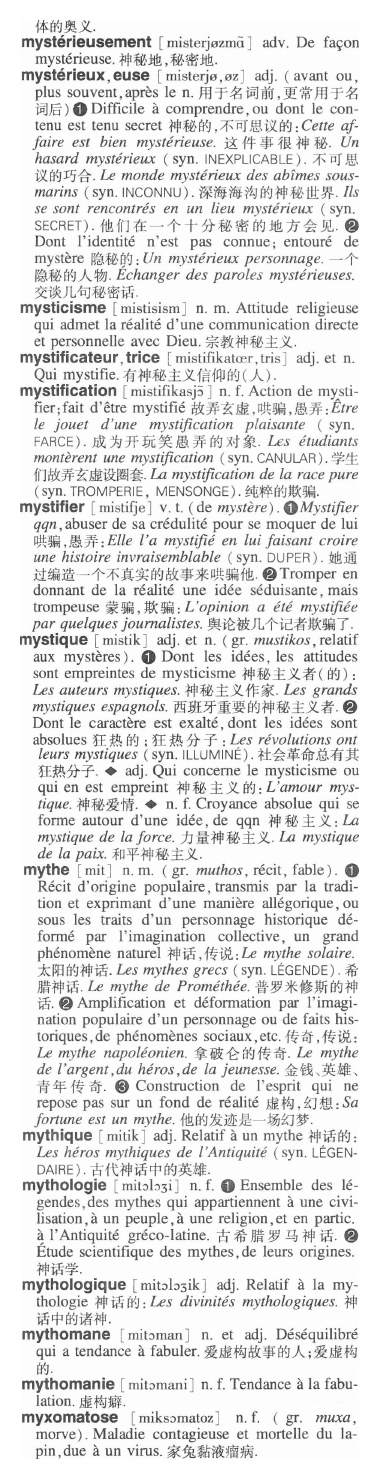 体的奥义.
mystérieusement [misterjøzmɑ̃] adv. De façon
mystérieuse. 神秘地,秘密地.
mystérieux, euse [misterjø,øz] adj. (avant ou,
plus souvent,après le n. 用于名词前,更常用于名
词后) ❶ Difficile à comprendre,ou dont le con-
tenu est tenu secret 神秘的,不可思议的:Cette af-
faire est bien mystérieuse. 这件事很神秘. Un
hasard mystérieux (syn. INEXPLICABLE). 不可思
议的巧合. Le monde mystérieux des abîmes sous-
marins (syn. INCONNU). 深海海沟的神秘世界. Ils
se sont rencontrés en un lieu mystérieux (syn.
SECRET). 他们在一个十分秘密的地方会见. ❷
Dont l'identité n'est pas connue; entouré de
mystère 隐秘的:Un mystérieux personnage. 一个
隐秘的人物. Échanger des paroles mystérieuses.
交谈几句秘密话.
mysticisme [mistisism] n. m. Attitude religieuse
qui admet la réalité d'une communication directe
et personnelle avec Dieu. 宗教神秘主义.
mystificateur, trice [mistifikatœr,tris] adj. et n.
Qui mystifie. 有神秘主义信仰的(人).
mystification [mistifikasjɔ̃] n. f. Action de mysti-
fier;fait d'être mystifié 故弄玄虚,哄骗,愚弄:Être
le jouet d'une mystification plaisante (syn.
FARCE). 成为开玩笑愚弄的对象. Les étudiants
montèrent une mystification (syn. CANULAR). 学生
们故弄玄虚设圈套. La mystification de la race pure
(syn. TROMPERIE, MENSONGE). 纯粹的欺骗.
mystifier [mistifje] v. t. (de mystère). ❶ Mystifier
qqn,abuser de sa crédulité pour se moquer de lui
哄骗,愚弄:Elle l'a mystifié en lui faisant croire
une histoire invraisemblable (syn. DUPER). 她通
过编造一个不真实的故事来哄骗他. ❷ Tromper en
donnant de la réalité une idée séduisante, mais
trompeuse 蒙骗,欺骗:L'opinion a été mystifiée
par quelques journalistes. 舆论被几个记者欺骗了.
mystique [mistik] adj. et n. (gr. mustikos,relatif
aux mystères). ❶ Dont les idées, les attitudes
sont empreintes de mysticisme 神秘主义者(的):
Les auteurs mystiques. 神秘主义作家. Les grands
mystiques espagnols. 西班牙重要的神秘主义者. ❷
Dont le caractère est exalté,dont les idées sont
absolues 狂热的;狂热分子:Les révolutions ont
leurs mystiques (syn. ILLUMINÉ). 社会革命总有其
狂热分子. ◆ adj. Qui concerne le mysticisme ou
qui en est empreint 神秘主义的:L'amour mys-
tique. 神秘爱情. ◆ n. f. Croyance absolue qui se
forme autour d'une idée,de qqn 神秘主义:La
mystique de la force. 力量神秘主义. La mystique
de la paix. 和平神秘主义.
mythe [mit] n. m. (gr. muthos, récit, fable). ❶
Récit d'origine populaire, transmis par la tradi-
tion et exprimant d'une manière allégorique,ou
sous les traits d'un personnage historique dé-
formé par l'imagination collective, un grand
phénomène naturel 神话,传说:Le mythe solaire.
太阳的神话. Les mythes grecs (syn. LÉGENDE). 希
腊神话. Le mythe de Prométhée. 普罗米修斯的神
话. ❷ Amplification et déformation par l'imagi-
nation populaire d'un personnage ou de faits his-
toriques,de phénomènes sociaux,etc. 传奇,传说:
Le mythe napoléonien. 拿破仑的传奇. Le mythe
de l'argent,du héros,de la jeunesse. 金钱、英雄、
青年传奇. ❸ Construction de l'esprit qui ne
repose pas sur un fond de réalité 虚构,幻想:Sa
fortune est un mythe. 他的发迹是一场幻梦.
mythique [mitik] adj. Relatif à un mythe 神话的:
Les héros mythiques de l'Antiquité (syn. LÉGEN-
DAIRE). 古代神话中的英雄.
mythologie [mitɔlɔʒi] n. f. ❶ Ensemble des lé-
gendes,des mythes qui appartiennent à une civi-
lisation,à un peuple,à une religion,et en partic.
à l'Antiquité gréco-latine. 古希腊罗马神话. ❷
Étude scientifique des mythes,de leurs origines.
神话学.
mythologique [mitɔlɔʒik] adj. Relatif à la my-
thologie 神话的:Les divinités mythologiques. 神
话中的诸神.
mythomane [mitɔman] n. et adj. Déséquilibré
qui a tendance à fabuler. 爱虚构故事的人;爱虚构
的.
mythomanie [mitɔmani] n. f. Tendance à la fabu-
lation. 虚构癖.
myxomatose [miksɔmatoz] n. f. (gr. muxa,
morve). Maladie contagieuse et mortelle du la-
pin,due à un virus. 家兔黏液瘤病.